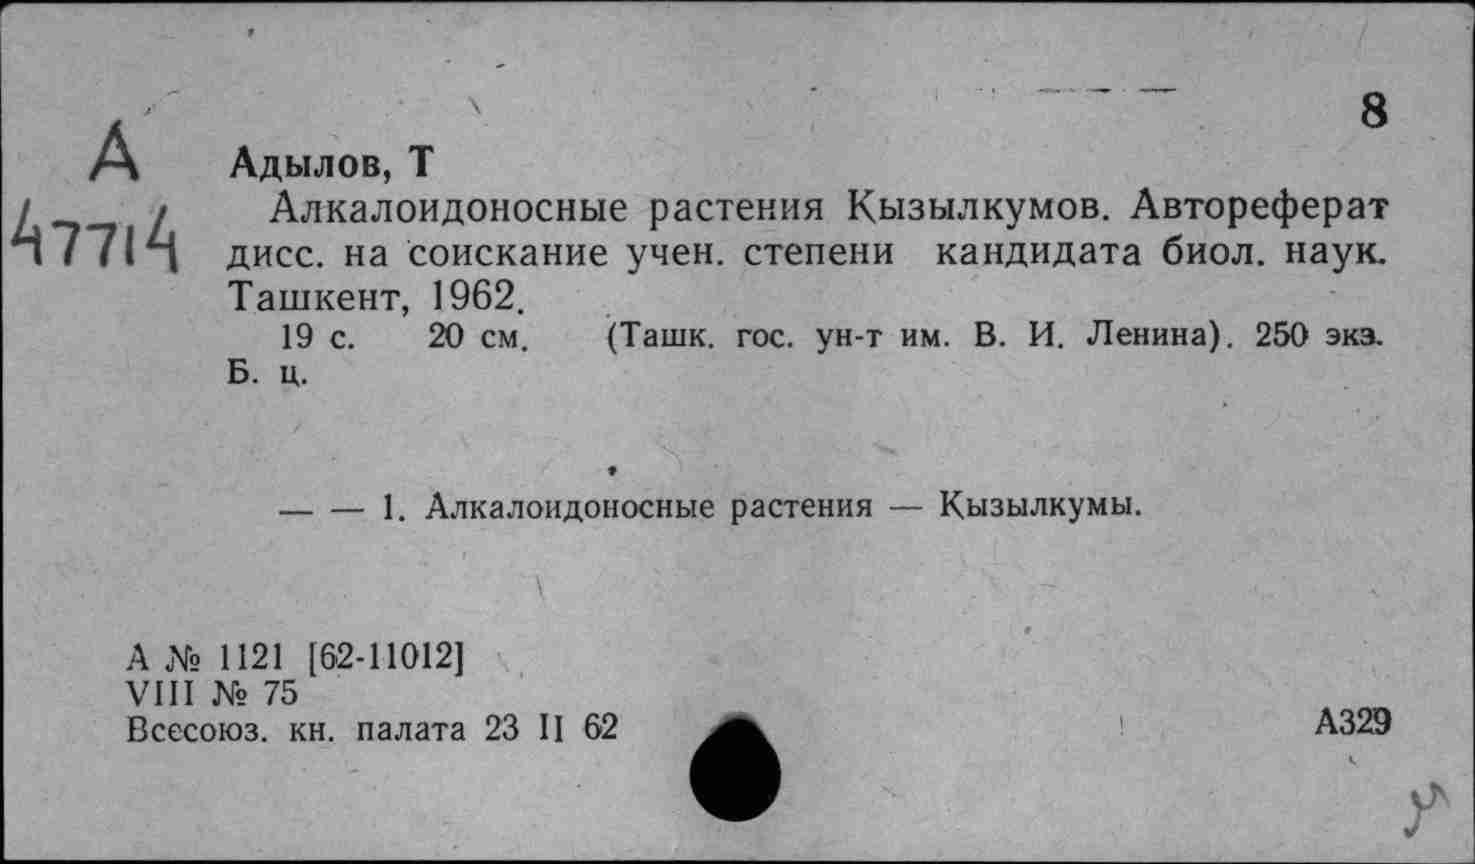 8
А
Адылов, Т
47714
Алкалоидоносные растения Кызылкумов. Автореферат
дисс. на соискание учен. степени кандидата биол. наук.
Ташкент, 1962.
19 с. 20 см. (Ташк. гос. ун-т им. В. И. Ленина). 250 экз.
Б. ц.
— — 1. Алкалоидоносные растения — Кызылкумы.
А № 1121 [62-11012]
VIII № 75
Всесоюз. кн. палата 23 II 62
А329